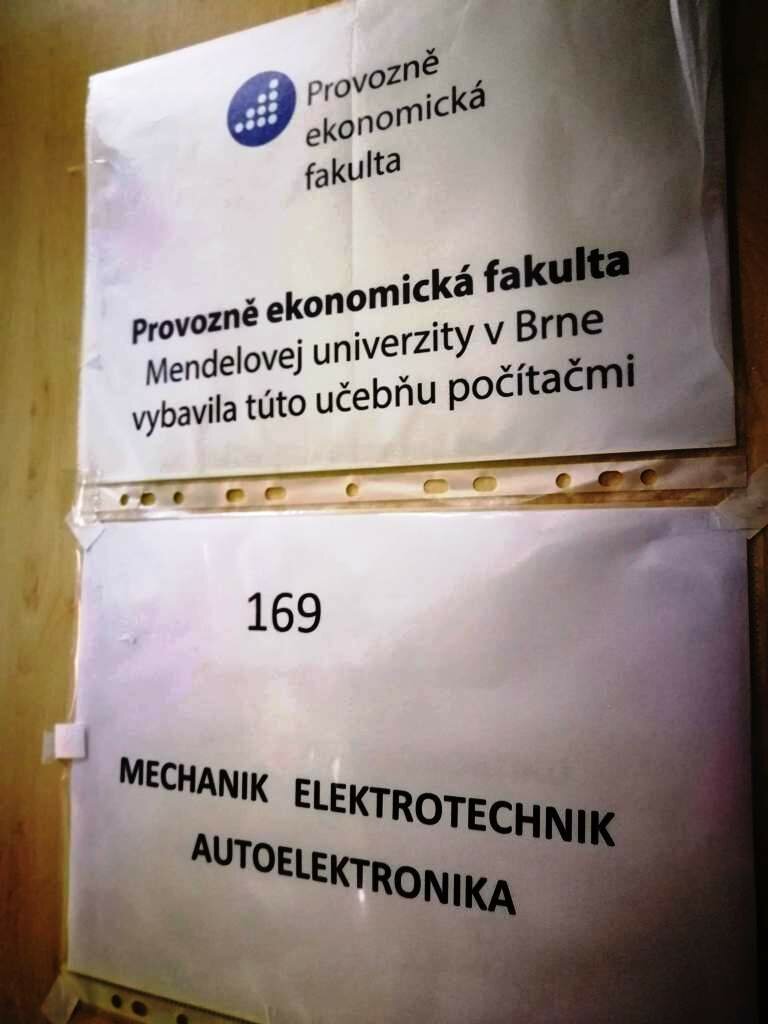 Provozně
ekonomická
fakulta
Provozně ekonomická fakulta
Mendelovej univerzity v Brne
vybavila túto učebňu počítačmi
169
MECHANIK ELEKTROTECHNIK
AUTOELEKTRONIKA